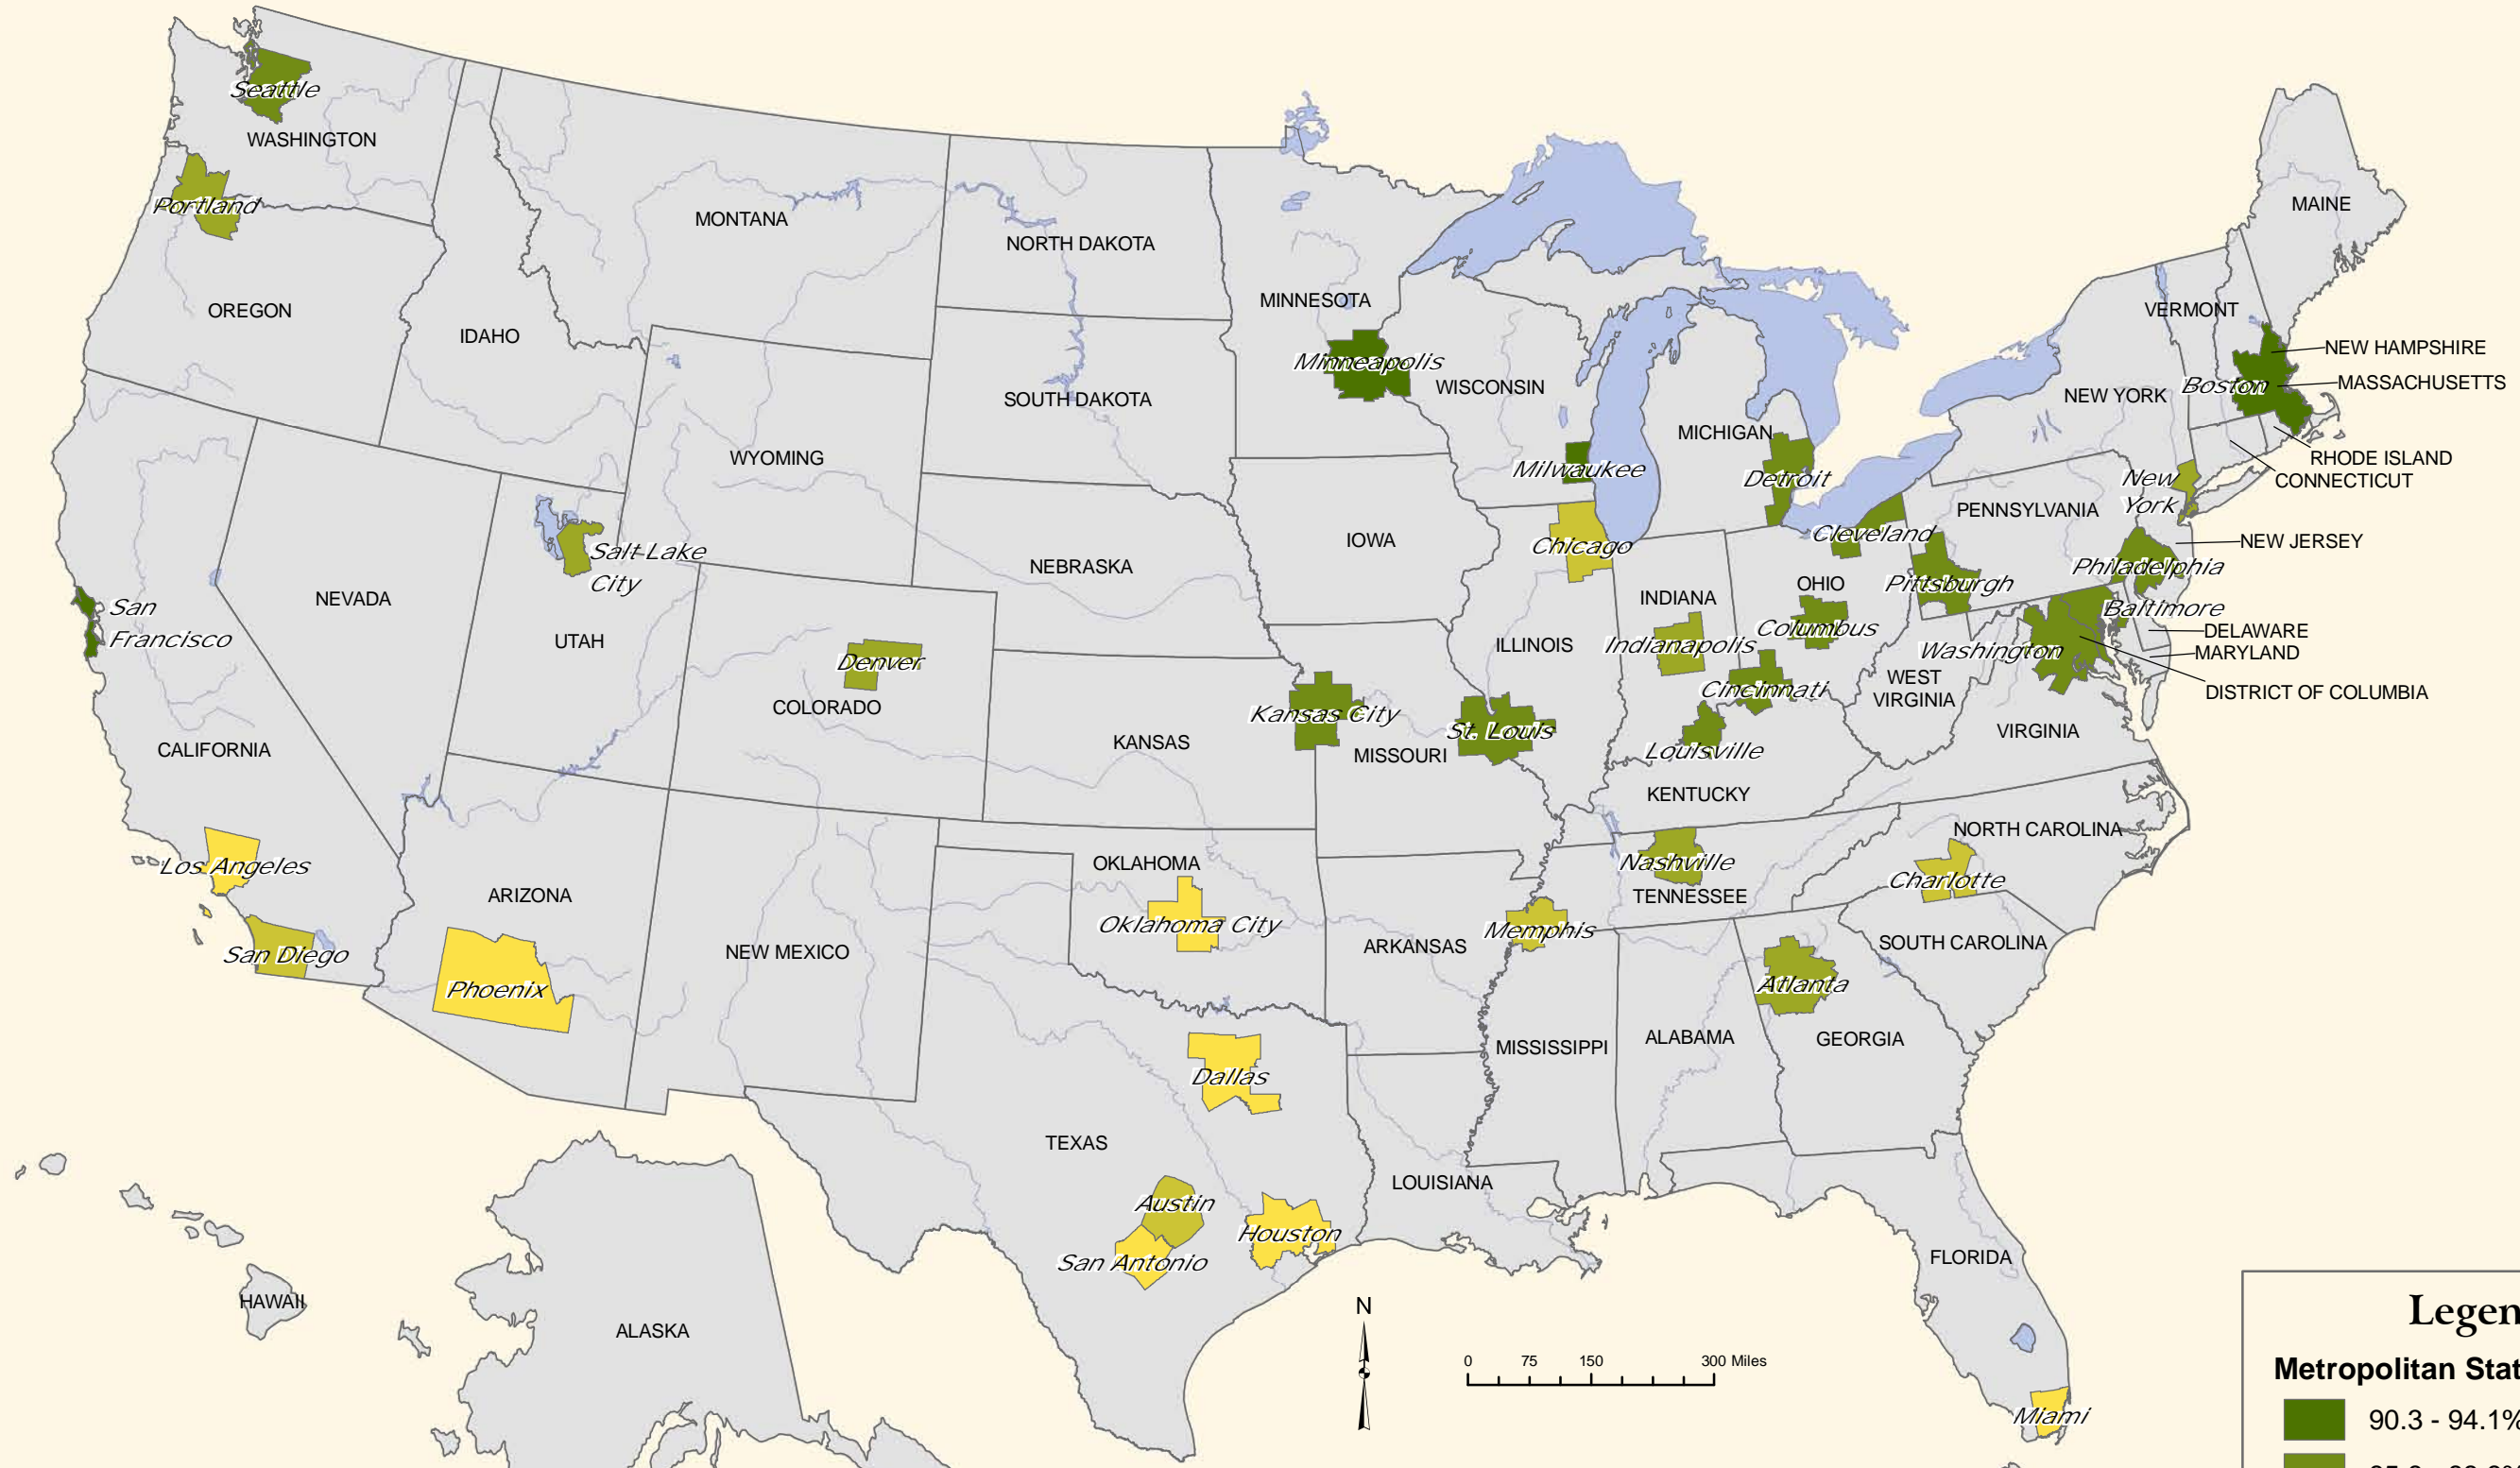 Seattle
WASHINGTON
Portland
OREGON
IDAHO
MONTANA
NORTH DAKOTA
MINNESOTA
Minneapolis
WISCONSIN
SOUTH DAKOTA
WYOMING
MICHIGAN
Milwaukee
Detroit
MAINE
VERMONT
NEW HAMPSHIRE
MASSACHUSETTS
Boston
NEW YORK
RHODE ISLAND
CONNECTICUT
New
York
PENNSYLVANIA
NEW JERSEY
Cleveland
Philadelphia
Pittsburgh
Chicago
IOWA
NEBRASKA
Salt Lake
City
San
Francisco
NEVADA
UTAH
Denver
COLORADO
INDIANA
OHIO
Baltimore
DELAWARE
MARYLAND
DISTRICT OF COLUMBIA
Columbus
Indianapolis
ILLINOIS
Washington
WEST
VIRGINIA
Cincinnati
VIRGINIA
Kansas City
St. Louis
Louisville
KANSAS
MISSOURI
CALIFORNIA
KENTUCKY
NORTH CAROLINA
Los Angeles
ARIZONA
OKLAHOMA
Nashville
TENNESSEE
Charlotte
Oklahoma City
Memphis
ARKANSAS
SOUTH CAROLINA
San Diego
NEW MEXICO
Phoenix
Atlanta
MISSISSIPPI
ALABAMA
GEORGIA
Dallas
TEXAS
LOUISIANA
Austin
Houston
San Antonio
FLORIDA
HAWAII
ALASKA
N
0 75 150 300 Miles
Miami
Legen
Metropolitan Stat
90.3 - 94.1%